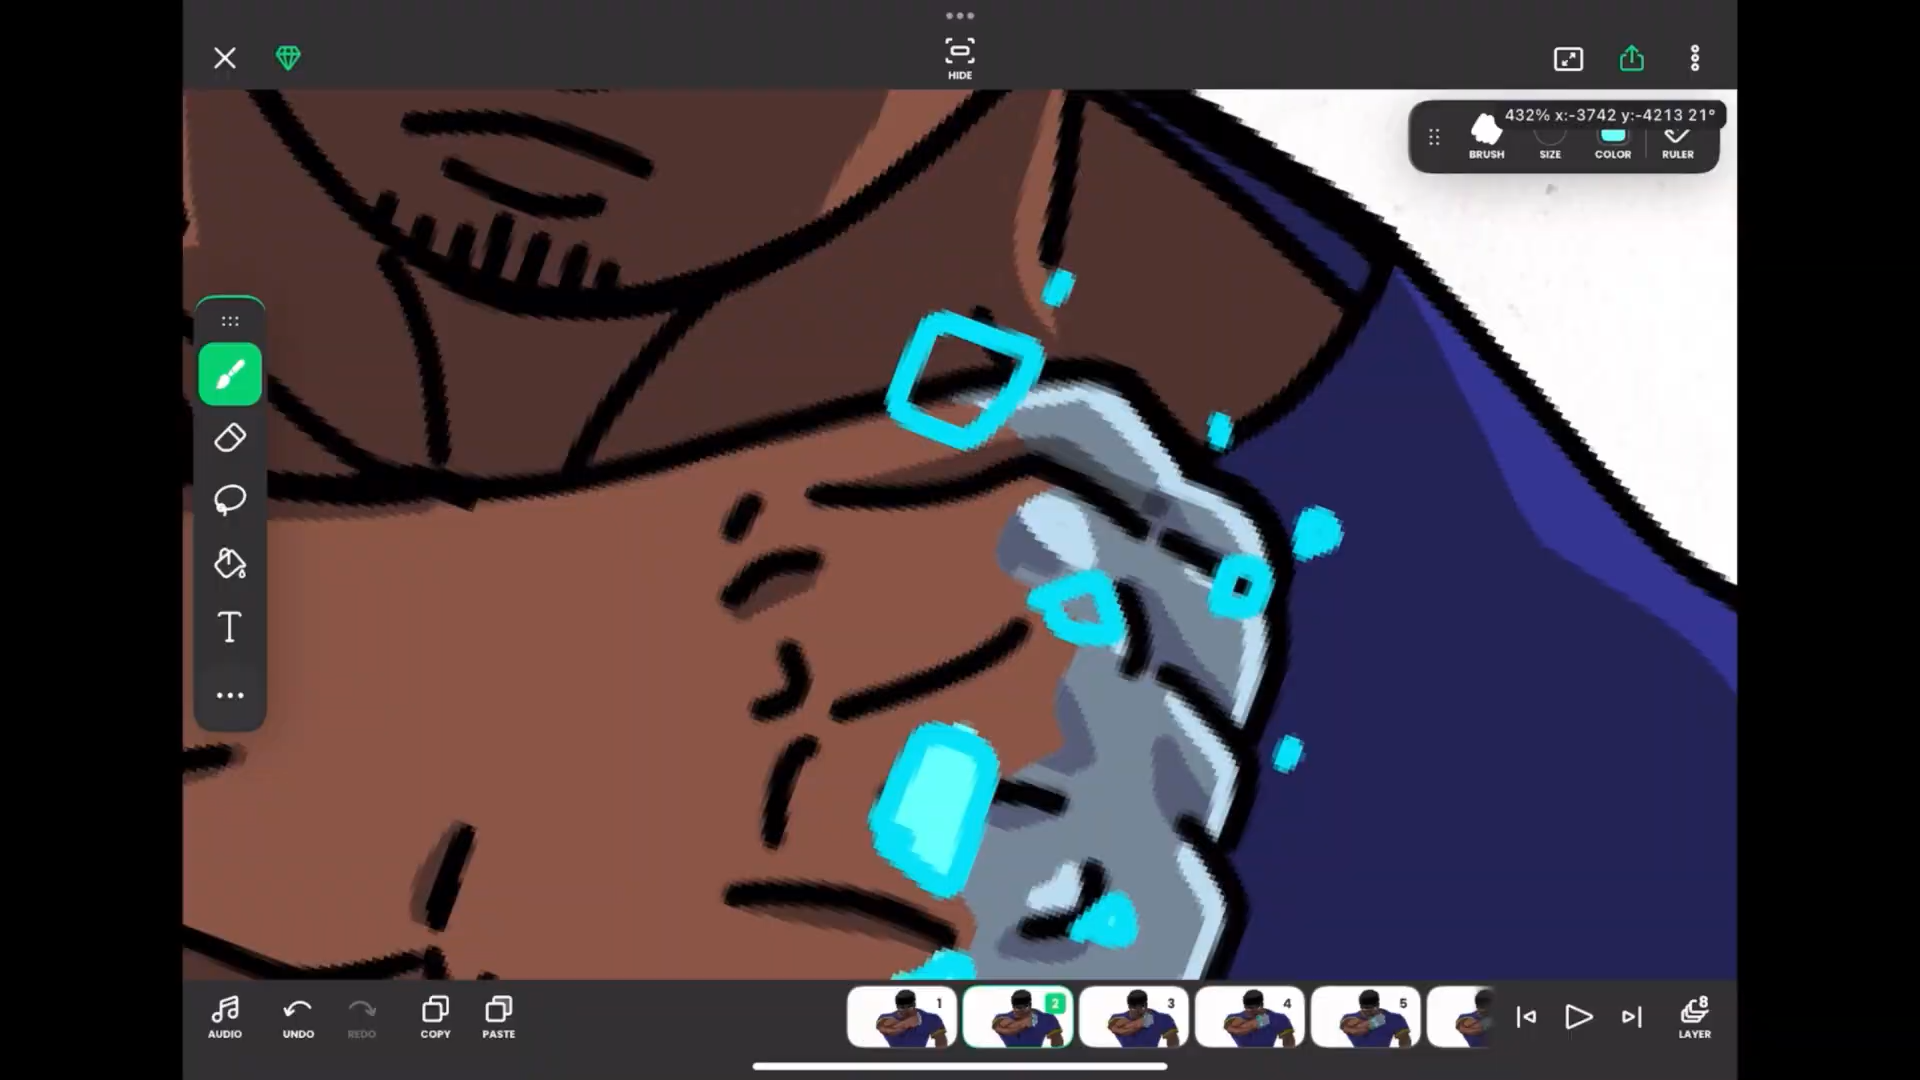 HIDE
432% x:-3742 y:-4213 21°
BRUSH SIZE COLOR RULER
T
1 2 3 4 5 8
AUDIO UNDO REDO COPY PASTE LAYER